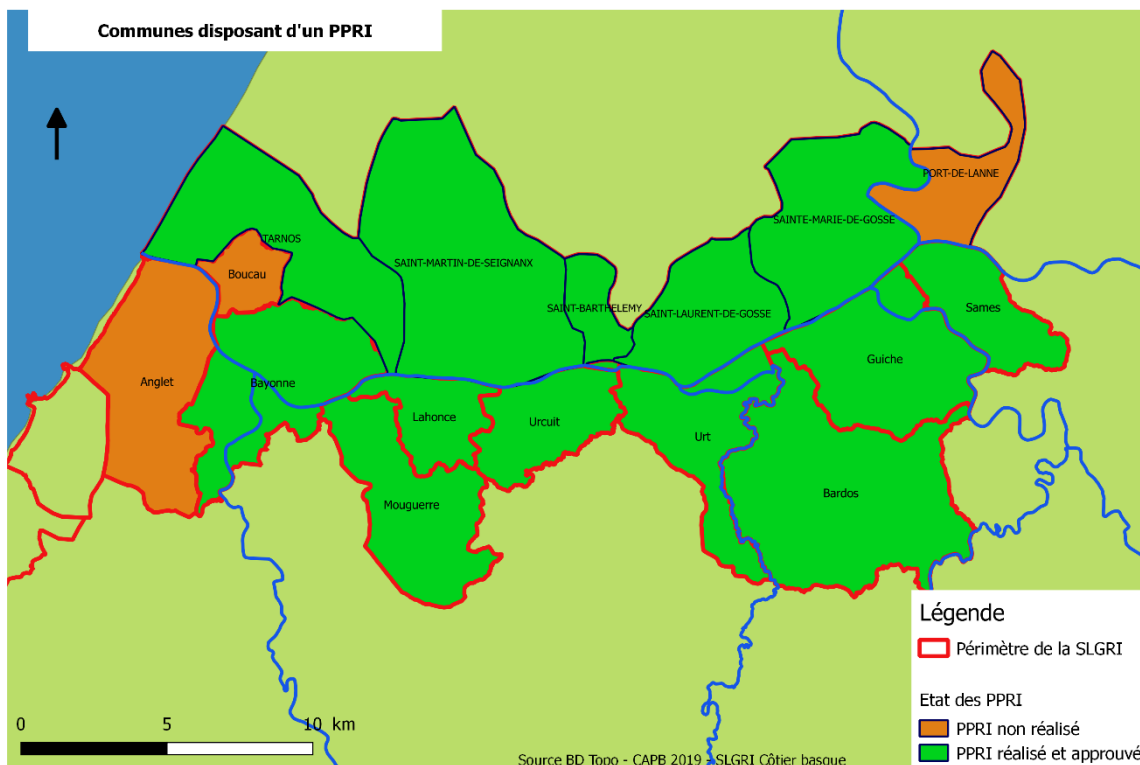 Communes disposant d'un PPRI
PORT-DE-LANNE
SAINTE-MARIE-DE-GOSSE
TARNOS
SAINT-MARTIN-DE-SEIGNANX
Boucau
SAINT-BARTHELEMY
SAINT-LAURENT-DE-GOSSE
Sames
Guiche
Anglet
Bayonne
Lahonce
Urcuit
Urt
Bardos
Mouguerre
Légende
Périmètre de la SLGRI
Etat des PPRI
PPRI non réalisé
PPRI réalisé et approuvé
0 5 10 km
Source BD Topo - CAPB 2019 - SLGRI Côtier basque